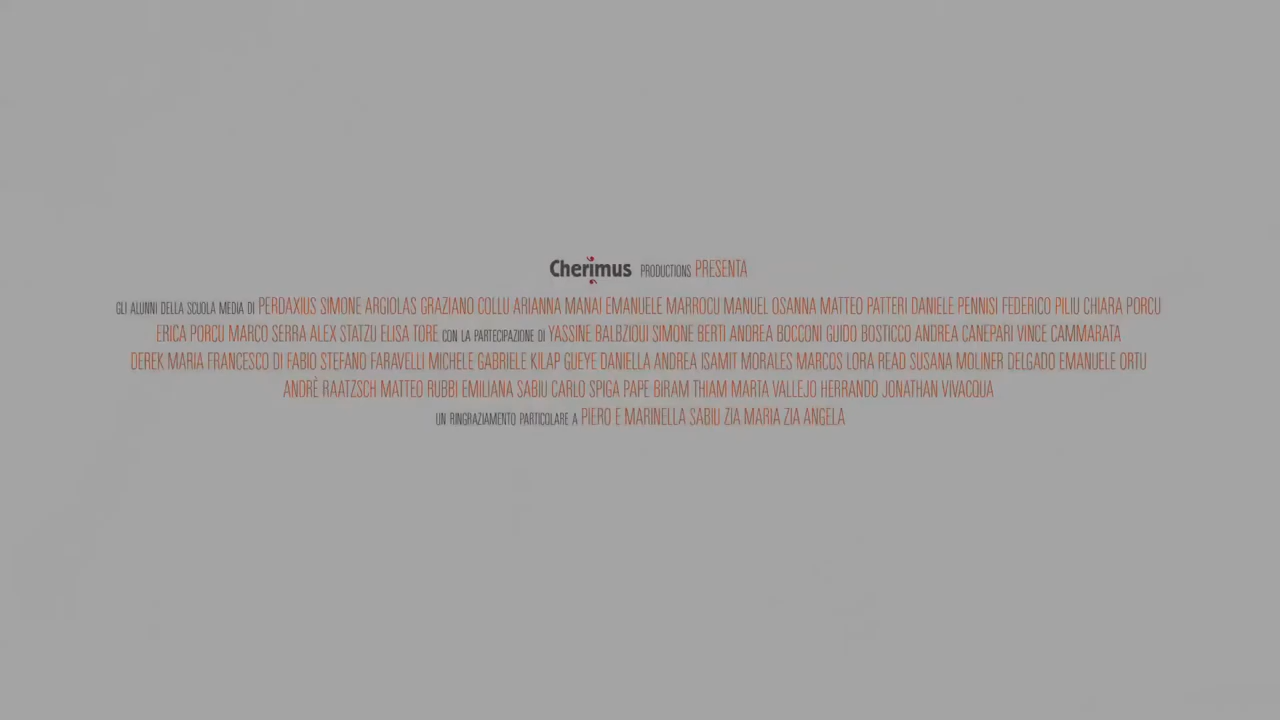 Cherimus PRODUCTIONS PRESENTA
GLI ALUNNI DELLA SCUOLA MEDIA DI PERDAXIUS SIMONE ARGIOLAS GRAZIANO COLLU ARIANNA MANAI EMANUELE MARROCU MANUEL OSANNA MATTEO PATTERI DANIELE PENNISI FEDERICO PILIU CHIARA PORCU
ERICA PORCU MARCO SERRA ALEX STATZU ELISA TORE CON LA PARTECIPAZIONE DI YASSINE BALBZIOUI SIMONE BERTI ANDREA BOCCONI GUIDO BOSTICCO ANDREA CANEPARI VINCE CAMMARATA
DEREK MARIA FRANCESCO DI FABIO STEFANO FARAVELLI MICHELE GABRIELE KILAP GUEYE DANIELLA ANDREA ISAMIT MORALES MARCOS LORA READ SUSANA MOLINER DELGADO EMANUELE ORTU
ANDRÈ RAATZSCH MATTEO RUBBI EMILIANA SABIU CARLO SPIGA PAPE BIRAM THIAM MARTA VALLEJO HERRANDO JONATHAN VIVACQUA
UN RINGRAZIAMENTO PARTICOLARE A PIERO E MARINELLA SABIU ZIA MARIA ZIA ANGELA